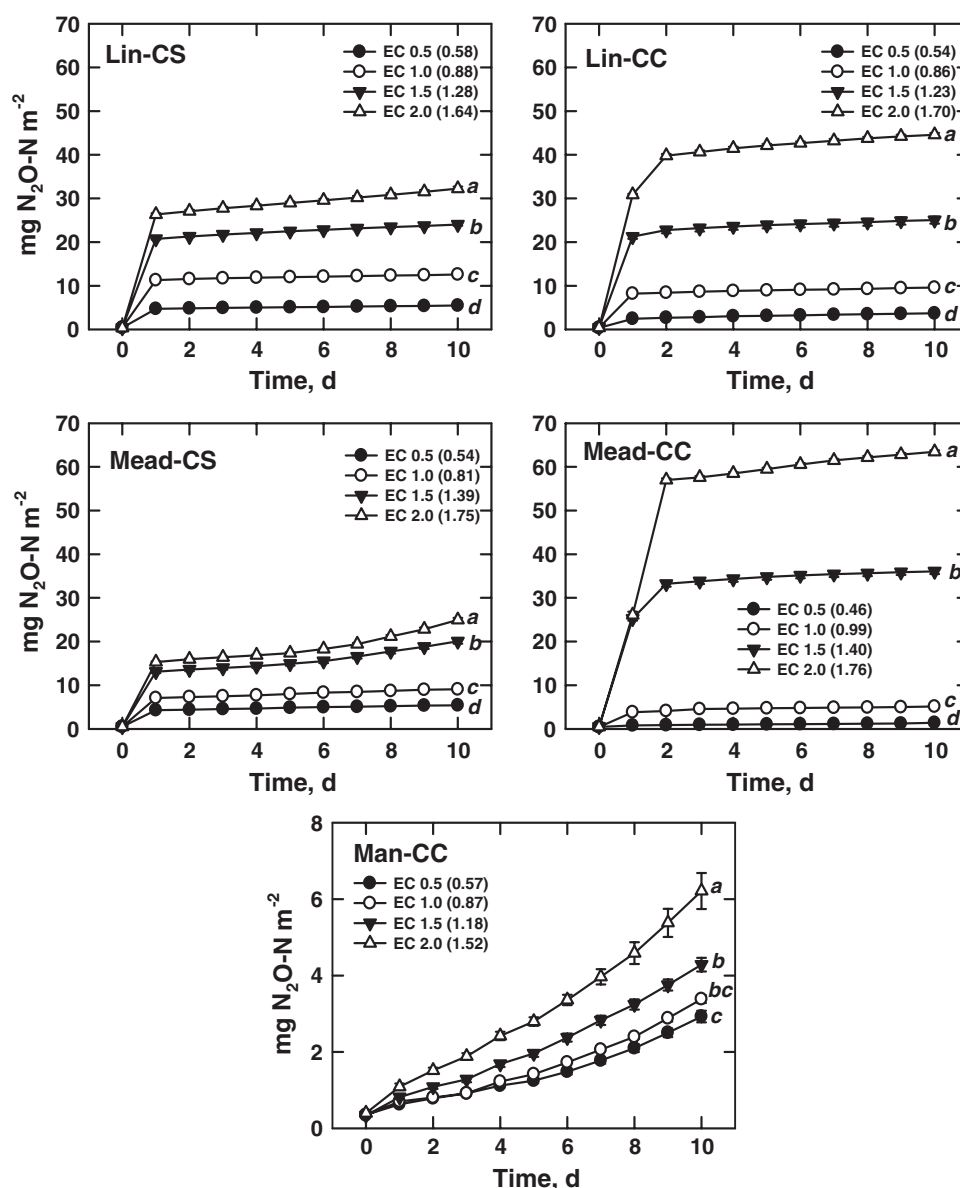 Lin-CS
EC 0.5 (0.58)
EC 1.0 (0.88)
EC 1.5 (1.28)
EC 2.0 (1.64)
a
b
c
d
70
60
50
40
30
20
10
0
0 2 4 6 8 10
Time, d
mg N₂O-N m⁻²
Lin-CC
EC 0.5 (0.54)
EC 1.0 (0.86)
EC 1.5 (1.23)
EC 2.0 (1.70)
a
b
c
d
70
60
50
40
30
20
10
0
0 2 4 6 8 10
Time, d
Mead-CS
EC 0.5 (0.54)
EC 1.0 (0.81)
EC 1.5 (1.39)
EC 2.0 (1.75)
a
b
c
d
70
60
50
40
30
20
10
0
0 2 4 6 8 10
Time, d
mg N₂O-N m⁻²
Mead-CC
EC 0.5 (0.46)
EC 1.0 (0.99)
EC 1.5 (1.40)
EC 2.0 (1.76)
a
b
c
d
70
60
50
40
30
20
10
0
0 2 4 6 8 10
Time, d
Man-CC
EC 0.5 (0.57)
EC 1.0 (0.87)
EC 1.5 (1.18)
EC 2.0 (1.52)
a
b
bc
c
8
6
4
2
0
0 2 4 6 8 10
Time, d
mg N₂O-N m⁻²